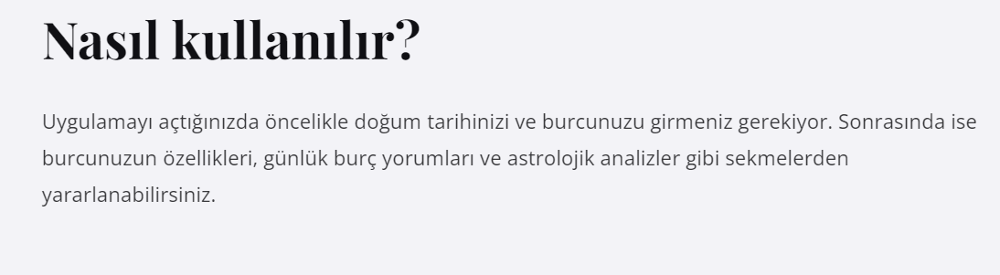 Nasıl kullanılır?
Uygulamayı açtığınızda öncelikle doğum tarihinizi ve burcunuzu girmeniz gerekiyor. Sonrasında ise
burcunuzun özellikleri, günlük burç yorumları ve astrolojik analizler gibi sekmelerden
yararlanabilirsiniz.